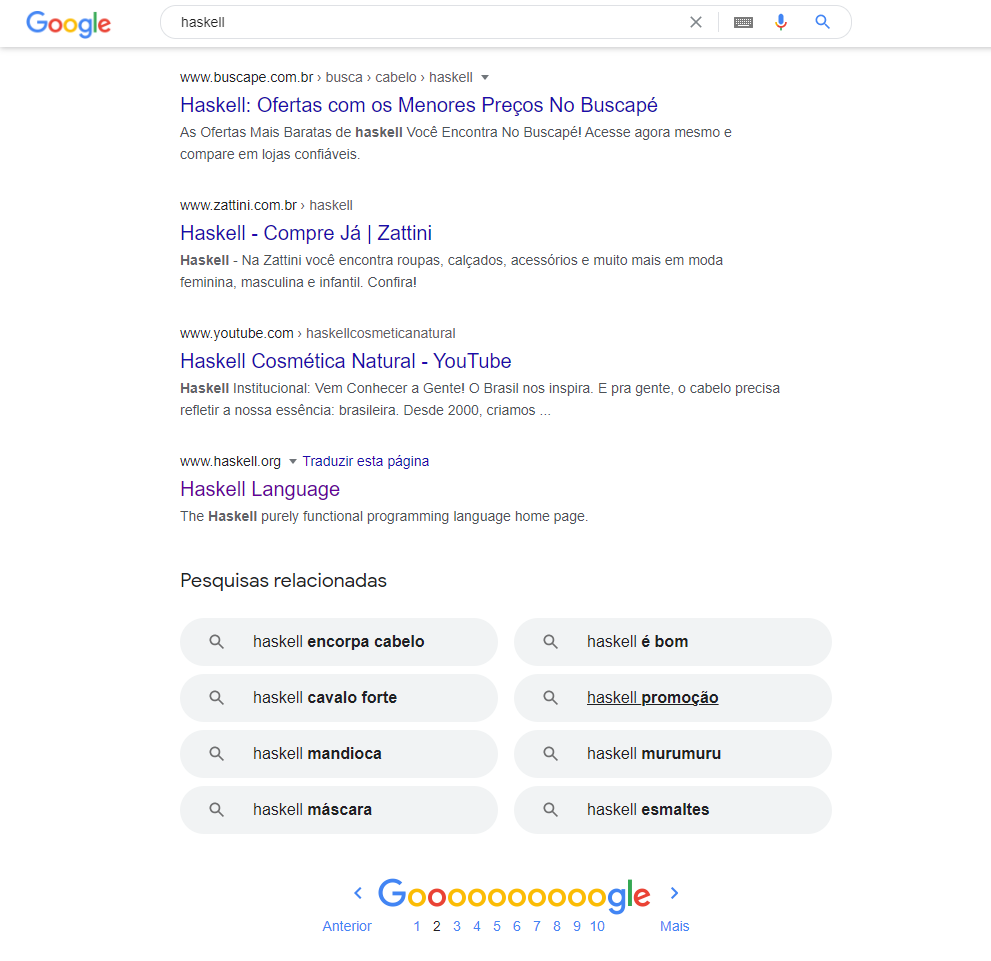 Google
haskell
www.buscape.com.br › busca › cabelo › haskell
Haskell: Ofertas com os Menores Preços No Buscapé
As Ofertas Mais Baratas de haskell Você Encontra No Buscapé! Acesse agora mesmo e
compare em lojas confiáveis.
www.zattini.com.br › haskell
Haskell - Compre Já | Zattini
Haskell - Na Zattini você encontra roupas, calçados, acessórios e muito mais em moda
feminina, masculina e infantil. Confira!
www.youtube.com › haskellcosmeticanatural
Haskell Cosmética Natural - YouTube
Haskell Institucional: Vem Conhecer a Gente! O Brasil nos inspira. E pra gente, o cabelo precisa
refletir a nossa essência: brasileira. Desde 2000, criamos ...
www.haskell.org Traduzir esta página
Haskell Language
The Haskell purely functional programming language home page.
Pesquisas relacionadas
haskell encorpa cabelo
haskell é bom
haskell cavalo forte
haskell promoção
haskell mandioca
haskell murumuru
haskell máscara
haskell esmaltes
Goooooooooogle
Anterior 1 2 3 4 5 6 7 8 9 10 Mais